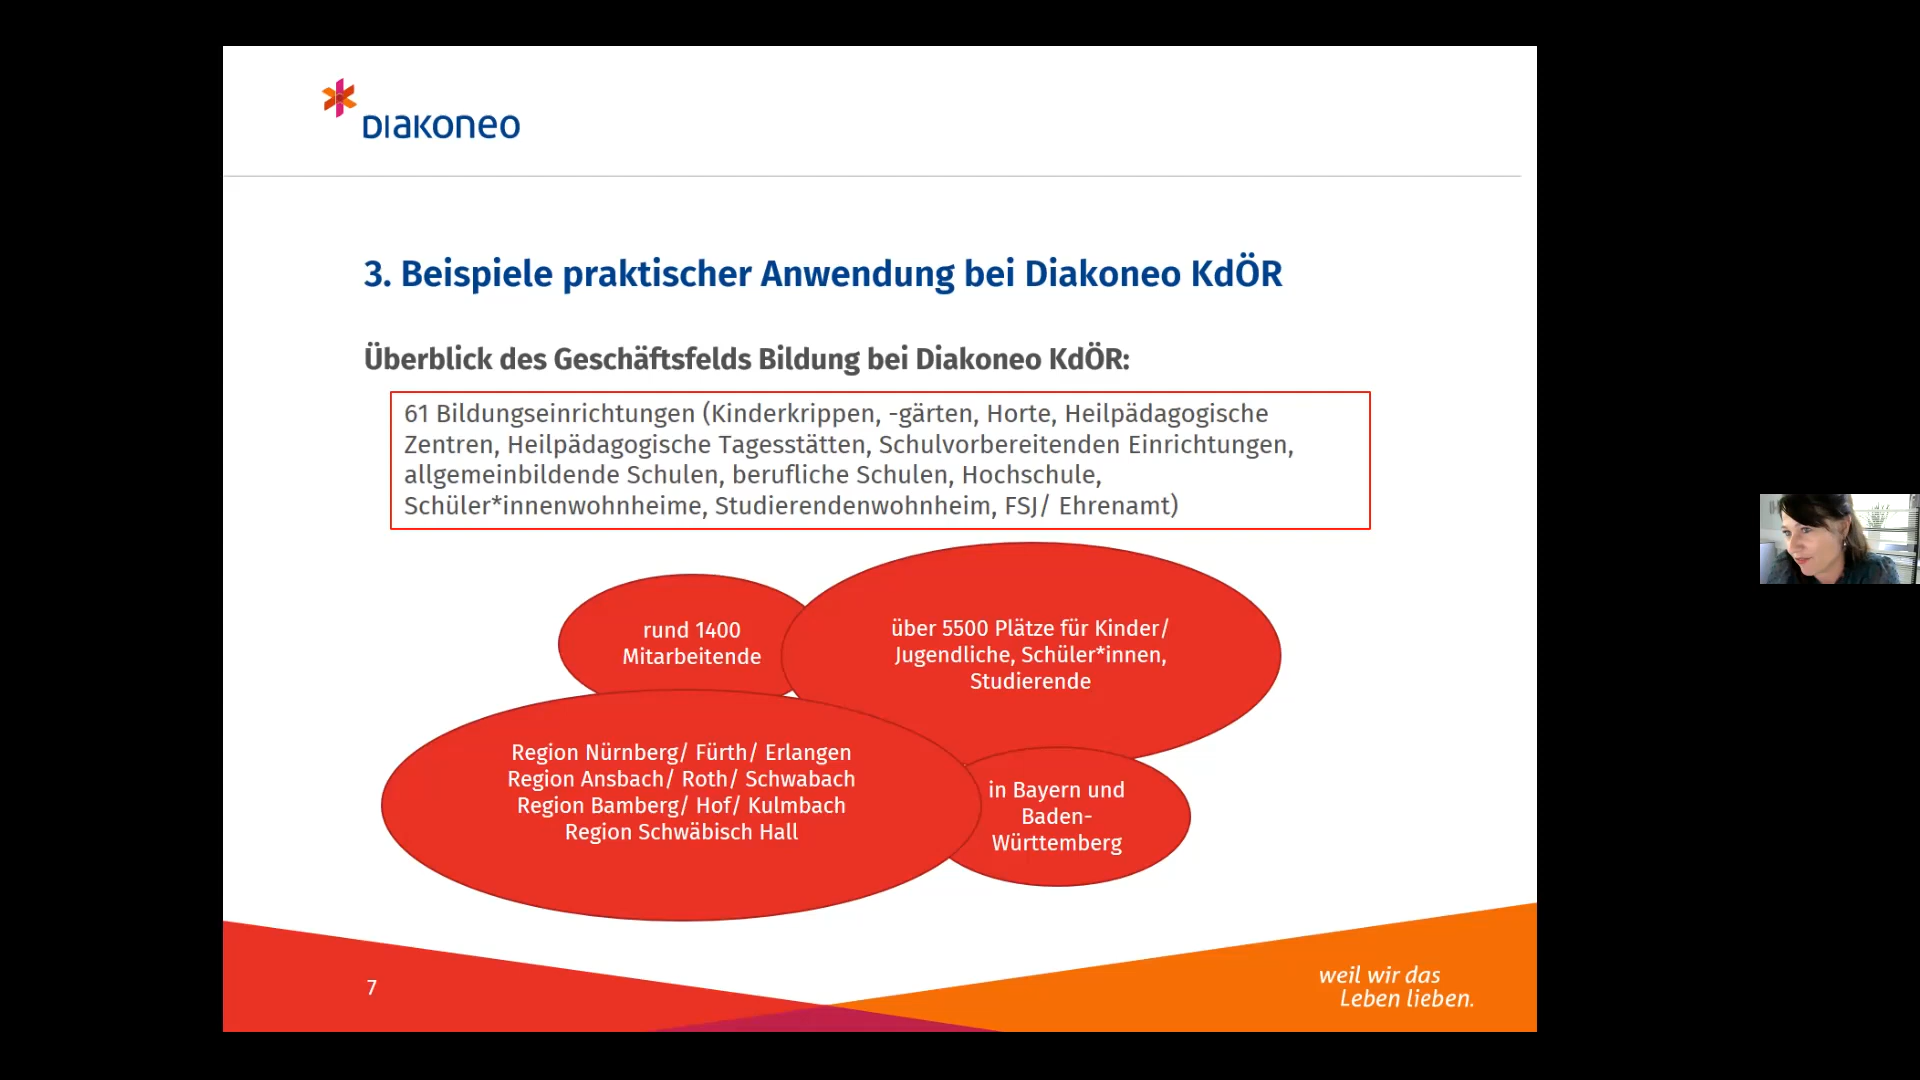 Diakoneo
3. Beispiele praktischer Anwendung bei Diakoneo KdÖR
Überblick des Geschäftsfelds Bildung bei Diakoneo KdÖR:
61 Bildungseinrichtungen (Kinderkrippen, -gärten, Horte, Heilpädagogische
Zentren, Heilpädagogische Tagesstätten, Schulvorbereitenden Einrichtungen,
allgemeinbildende Schulen, berufliche Schulen, Hochschule,
Schüler*innenwohnheime, Studierendenwohnheim, FSJ/ Ehrenamt)
rund 1400
Mitarbeitende
über 5500 Plätze für Kinder/
Jugendliche, Schüler*innen,
Studierende
Region Nürnberg/ Fürth/ Erlangen
Region Ansbach/ Roth/ Schwabach
Region Bamberg/ Hof/ Kulmbach
Region Schwäbisch Hall
in Bayern und
Baden-
Württemberg
7
weil wir das
Leben lieben.